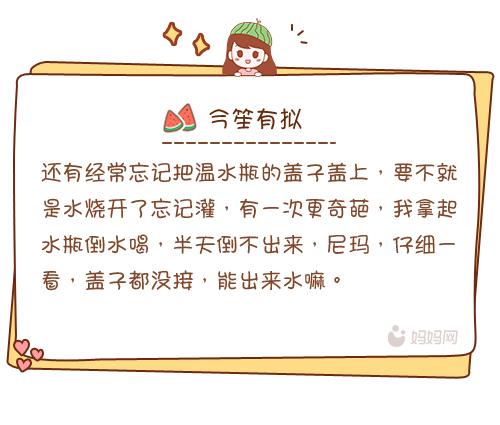 今笙有拟
还有经常忘记把温水瓶的盖子盖上，要不就
是水烧开了忘记灌，有一次更奇葩，我拿起
水瓶倒水喝，半天倒不出来，尼玛，仔细一
看，盖子都没接，能出来水嘛。
妈妈网